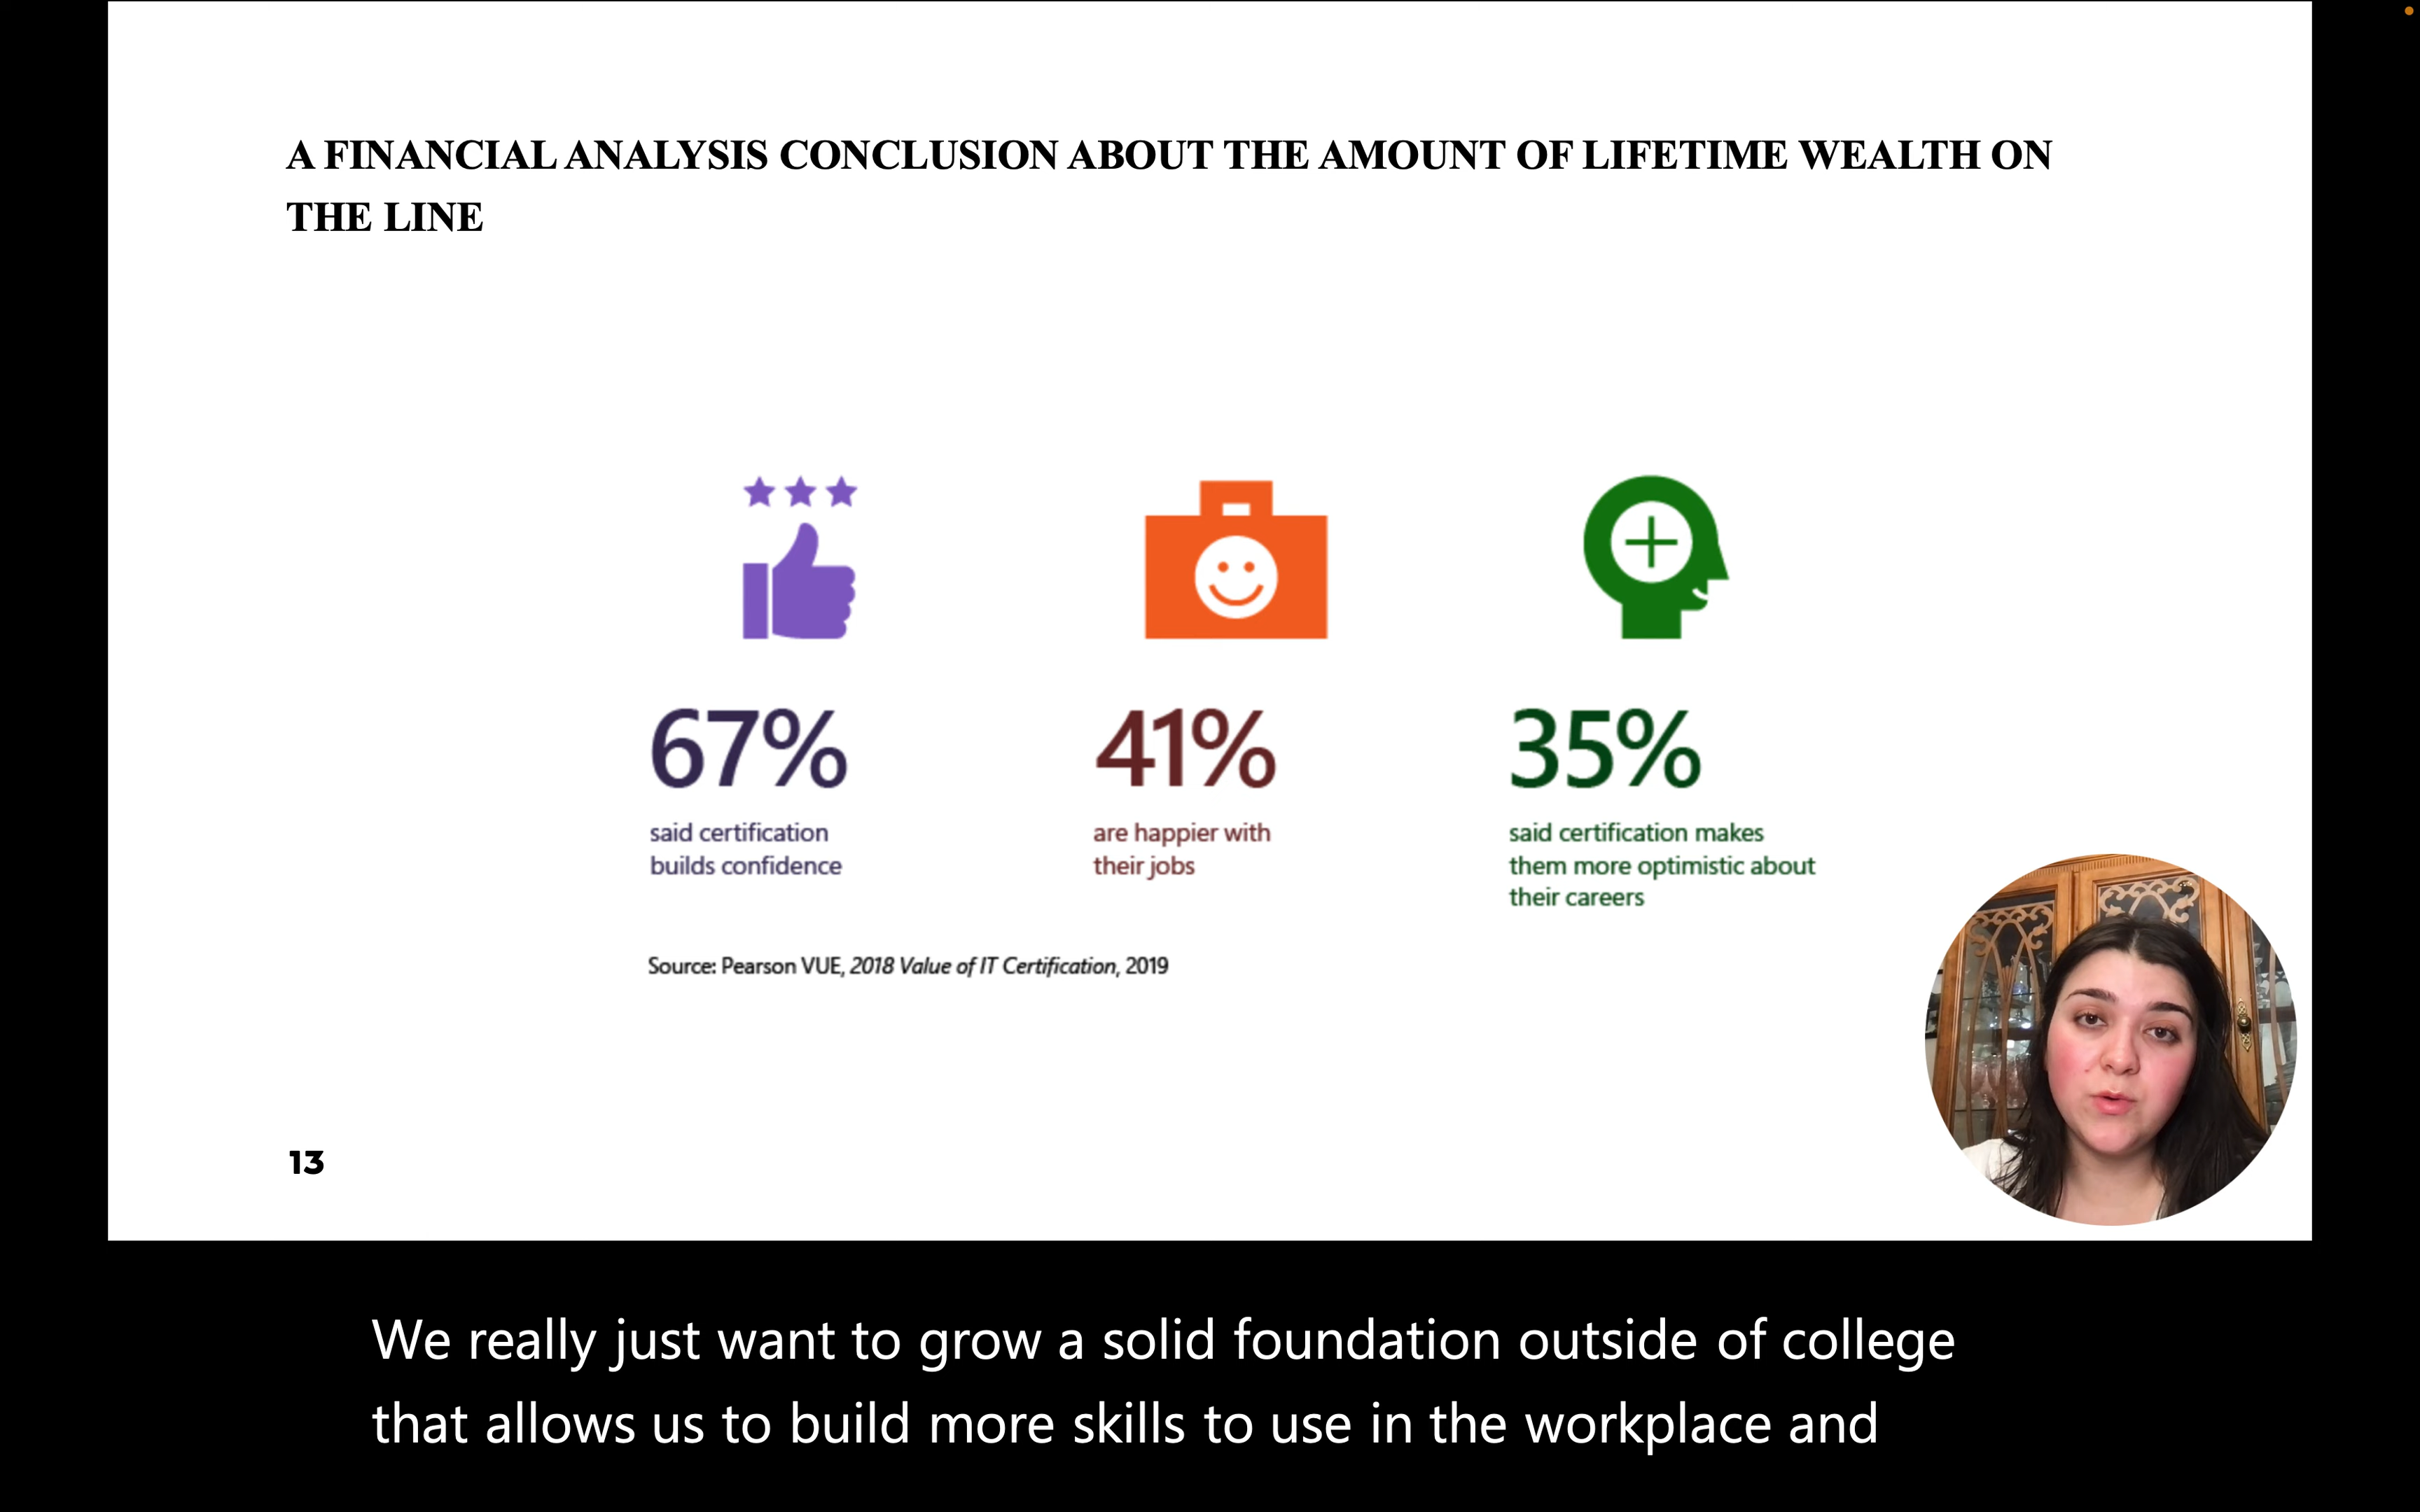 A FINANCIAL ANALYSIS CONCLUSION ABOUT THE AMOUNT OF LIFETIME WEALTH ON
THE LINE
67%
said certification
builds confidence
41%
are happier with
their jobs
35%
said certification makes
them more optimistic about
their careers
Source: Pearson VUE, 2018 Value of IT Certification, 2019
13
We really just want to grow a solid foundation outside of college
that allows us to build more skills to use in the workplace and